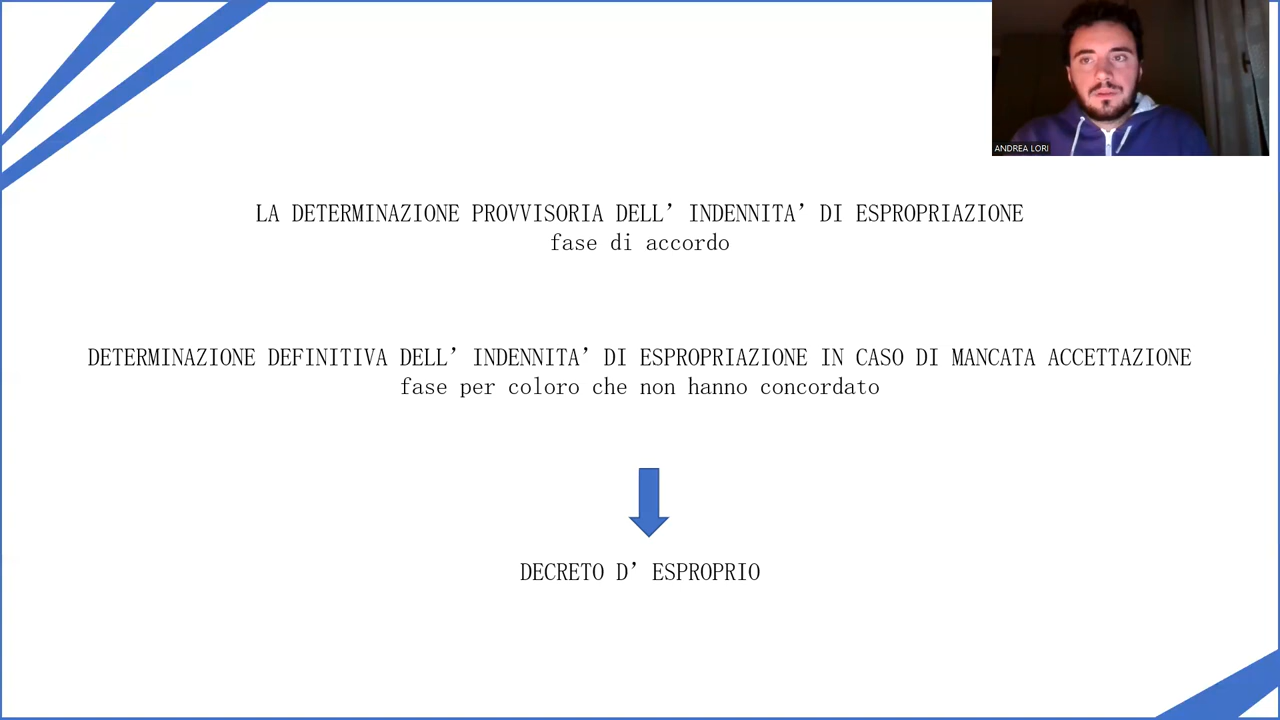 ANDREA LORI
LA DETERMINAZIONE PROVVISORIA DELL’ INDENNITA’ DI ESPROPRIAZIONE
fase di accordo
DETERMINAZIONE DEFINITIVA DELL’ INDENNITA’ DI ESPROPRIAZIONE IN CASO DI MANCATA ACCETTAZIONE
fase per coloro che non hanno concordato
DECRETO D’ ESPROPRIO